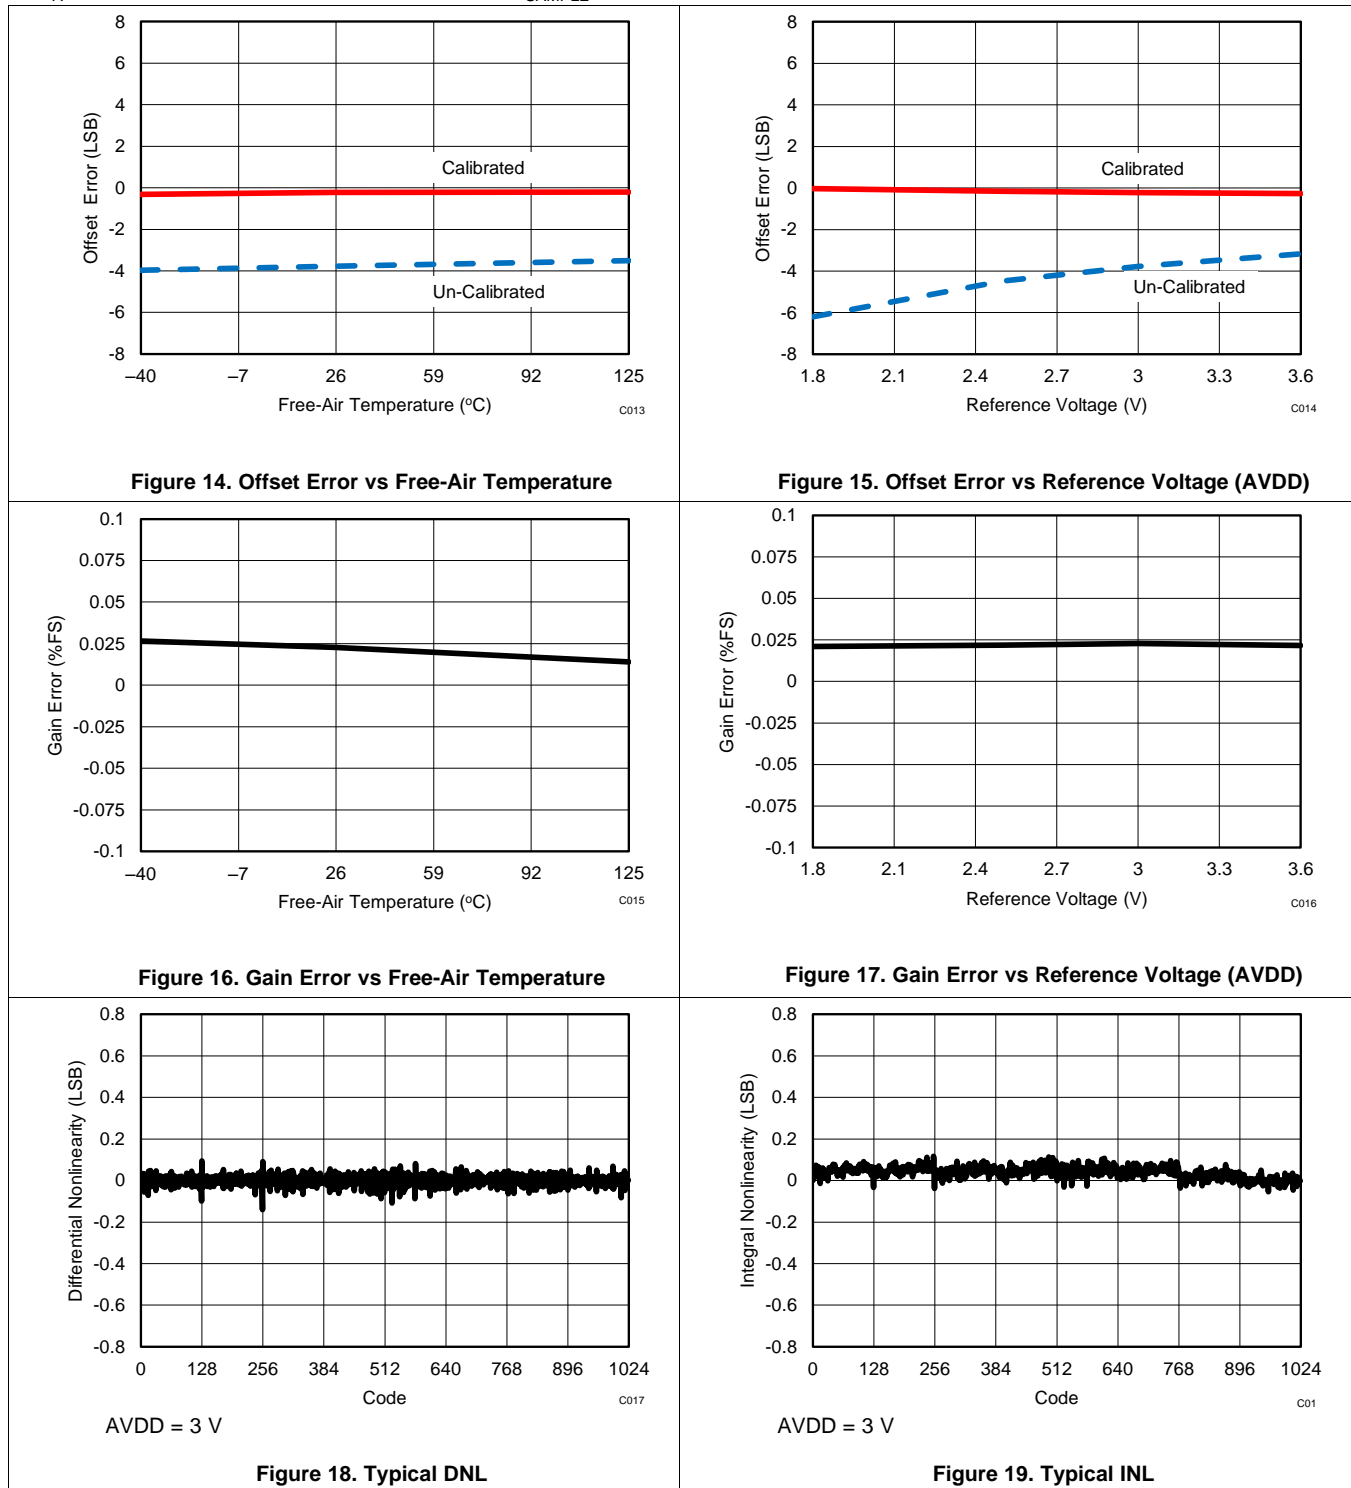 8
6
4
2
0
-2
-4
-6
-8
Offset Error (LSB)
Calibrated
Un-Calibrated
–40 –7 26 59 92 125
Free-Air Temperature (ºC)
C013
Figure 14. Offset Error vs Free-Air Temperature
8
6
4
2
0
-2
-4
-6
-8
Offset Error (LSB)
Calibrated
Un-Calibrated
1.8 2.1 2.4 2.7 3 3.3 3.6
Reference Voltage (V)
C014
Figure 15. Offset Error vs Reference Voltage (AVDD)
0.1
0.075
0.05
0.025
0
-0.025
-0.05
-0.075
-0.1
Gain Error (%FS)
–40 –7 26 59 92 125
Free-Air Temperature (ºC)
C015
Figure 16. Gain Error vs Free-Air Temperature
0.1
0.075
0.05
0.025
0
-0.025
-0.05
-0.075
-0.1
Gain Error (%FS)
1.8 2.1 2.4 2.7 3 3.3 3.6
Reference Voltage (V)
C016
Figure 17. Gain Error vs Reference Voltage (AVDD)
0.8
0.6
0.4
0.2
0
-0.2
-0.4
-0.6
-0.8
Differential Nonlinearity (LSB)
0 128 256 384 512 640 768 896 1024
Code
C017
AVDD = 3 V
Figure 18. Typical DNL
0.8
0.6
0.4
0.2
0
-0.2
-0.4
-0.6
-0.8
Integral Nonlinearity (LSB)
0 128 256 384 512 640 768 896 1024
Code
C01
AVDD = 3 V
Figure 19. Typical INL